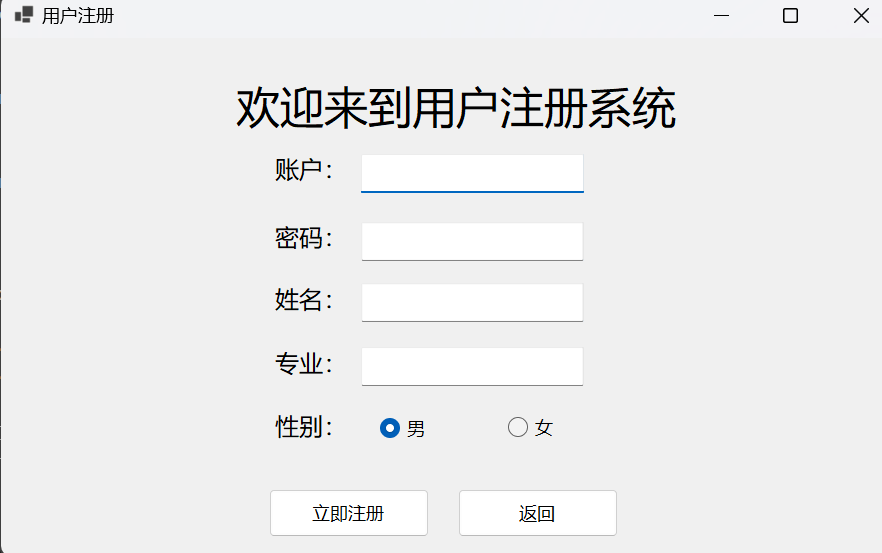 用户注册
欢迎来到用户注册系统
账户：
密码：
姓名：
专业：
性别： 男 女
立即注册 返回